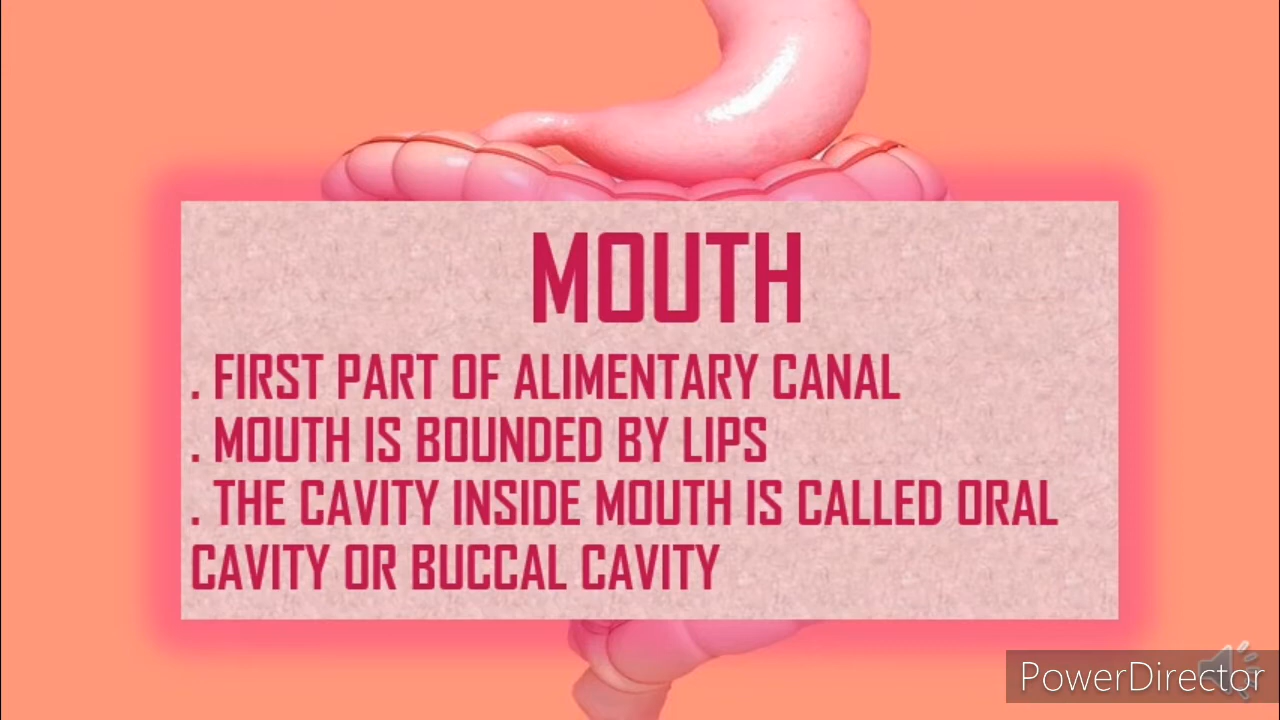 MOUTH
. FIRST PART OF ALIMENTARY CANAL
. MOUTH IS BOUNDED BY LIPS
. THE CAVITY INSIDE MOUTH IS CALLED ORAL
CAVITY OR BUCCAL CAVITY
PowerDirector